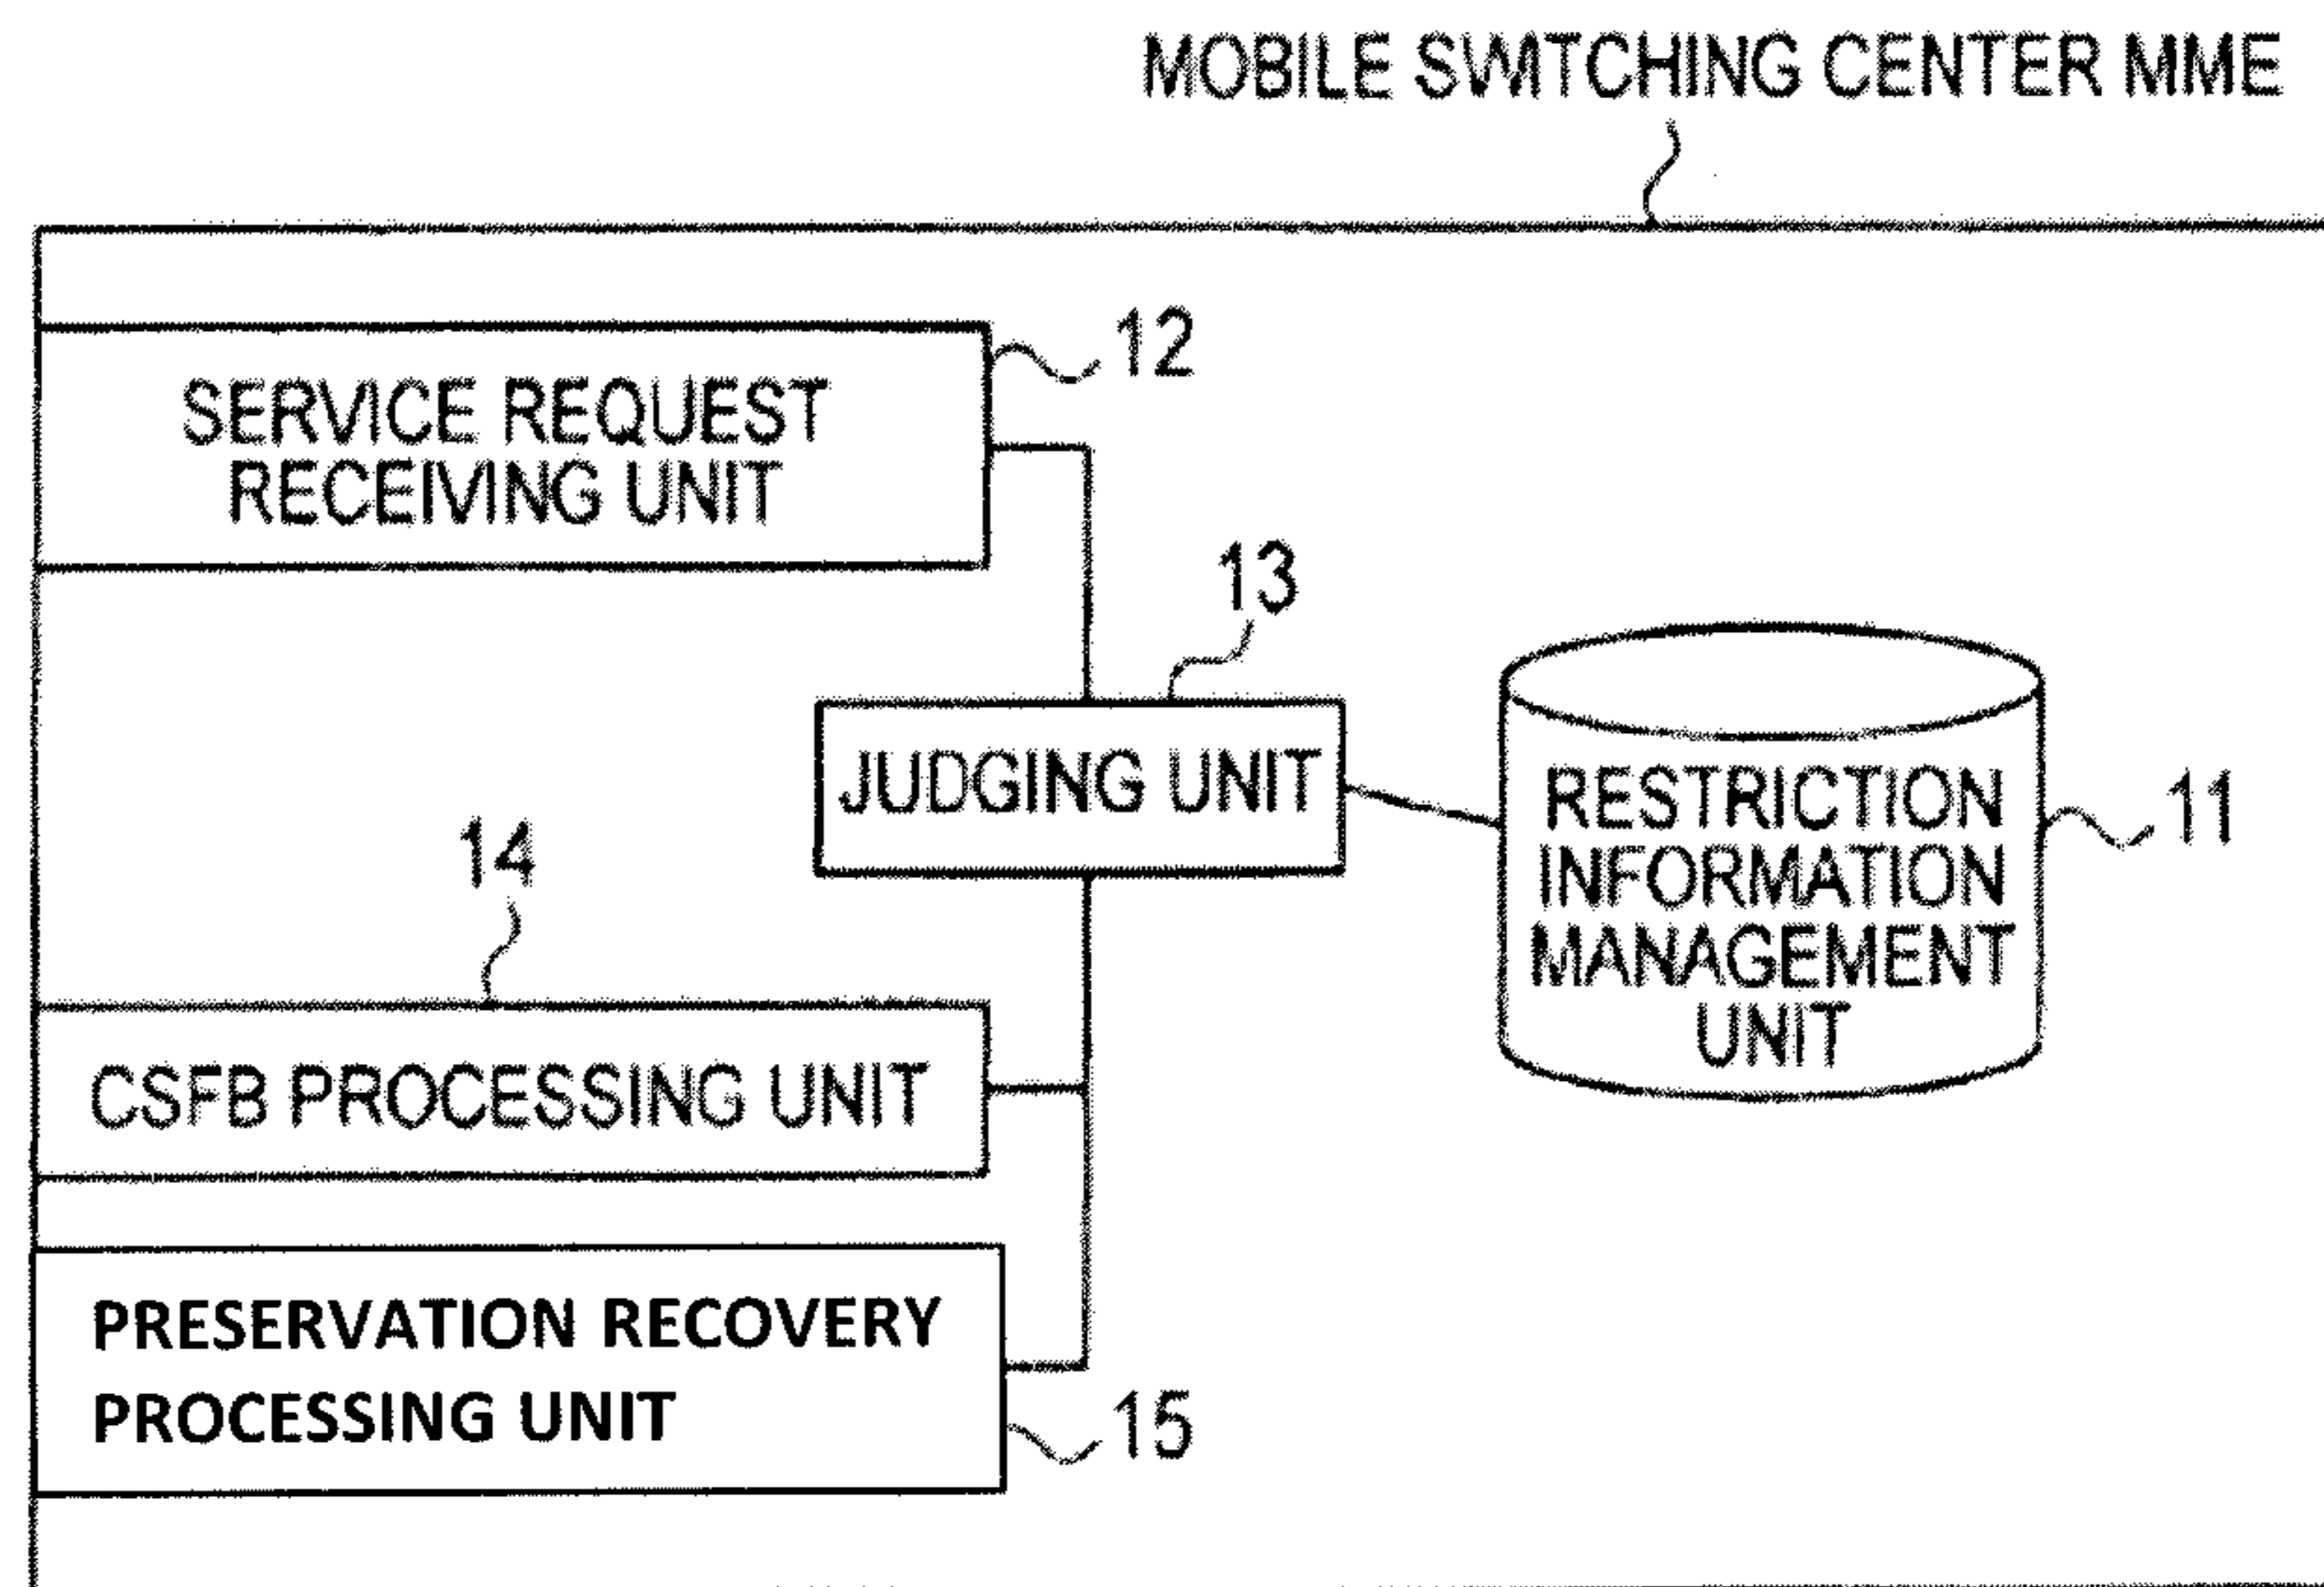 MOBILE SWITCHING CENTER MME
12
SERVICE REQUEST
RECEIVING UNIT
13
JUDGING UNIT
RESTRICTION
INFORMATION
MANAGEMENT
UNIT
11
14
CSFB PROCESSING UNIT
PRESERVATION RECOVERY
PROCESSING UNIT
15